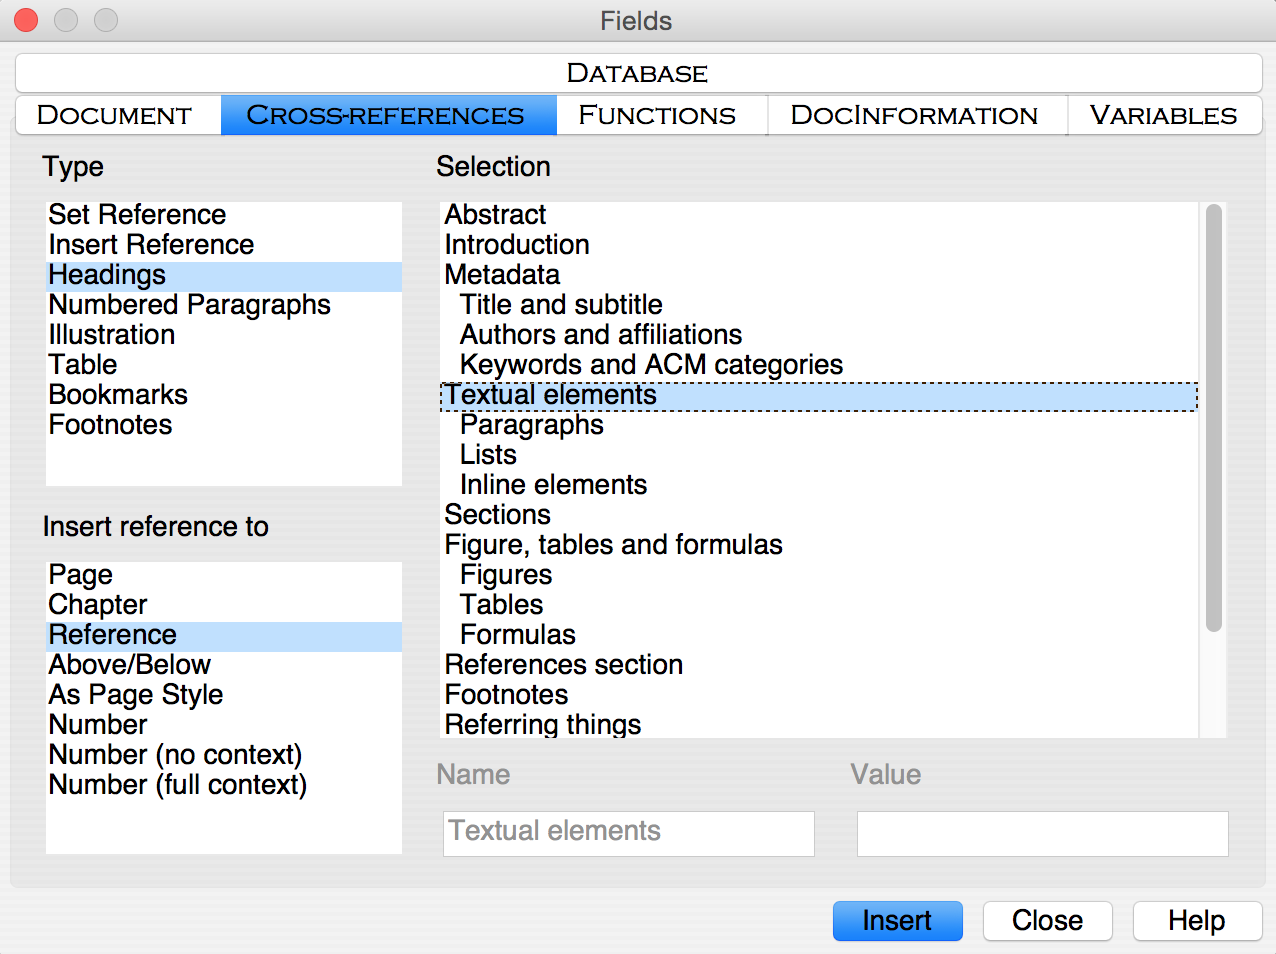 Fields
DATABASE
DOCUMENT
CROSS-REFERENCES
FUNCTIONS
DOCINFORMATION
VARIABLES
Type
Set Reference
Insert Reference
Headings
Numbered Paragraphs
Illustration
Table
Bookmarks
Footnotes
Insert reference to
Page
Chapter
Reference
Above/Below
As Page Style
Number
Number (no context)
Number (full context)
Selection
Abstract
Introduction
Metadata
Title and subtitle
Authors and affiliations
Keywords and ACM categories
Textual elements
Paragraphs
Lists
Inline elements
Sections
Figure, tables and formulas
Figures
Tables
Formulas
References section
Footnotes
Referring things
Name
Value
Textual elements
Insert
Close
Help